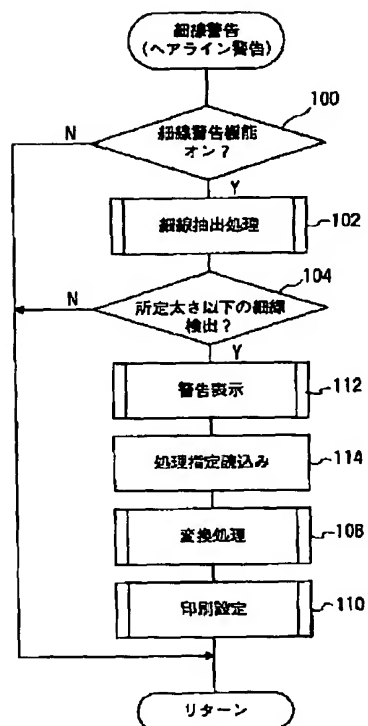 細線警告
(ヘアライン警告)
100
N
細線警告機能
オン?
Y
細線抽出処理
102
104
N
所定太さ以下の細線
検出?
Y
警告表示
112
処理指定読込み
114
変換処理
108
印刷設定
110
リターン